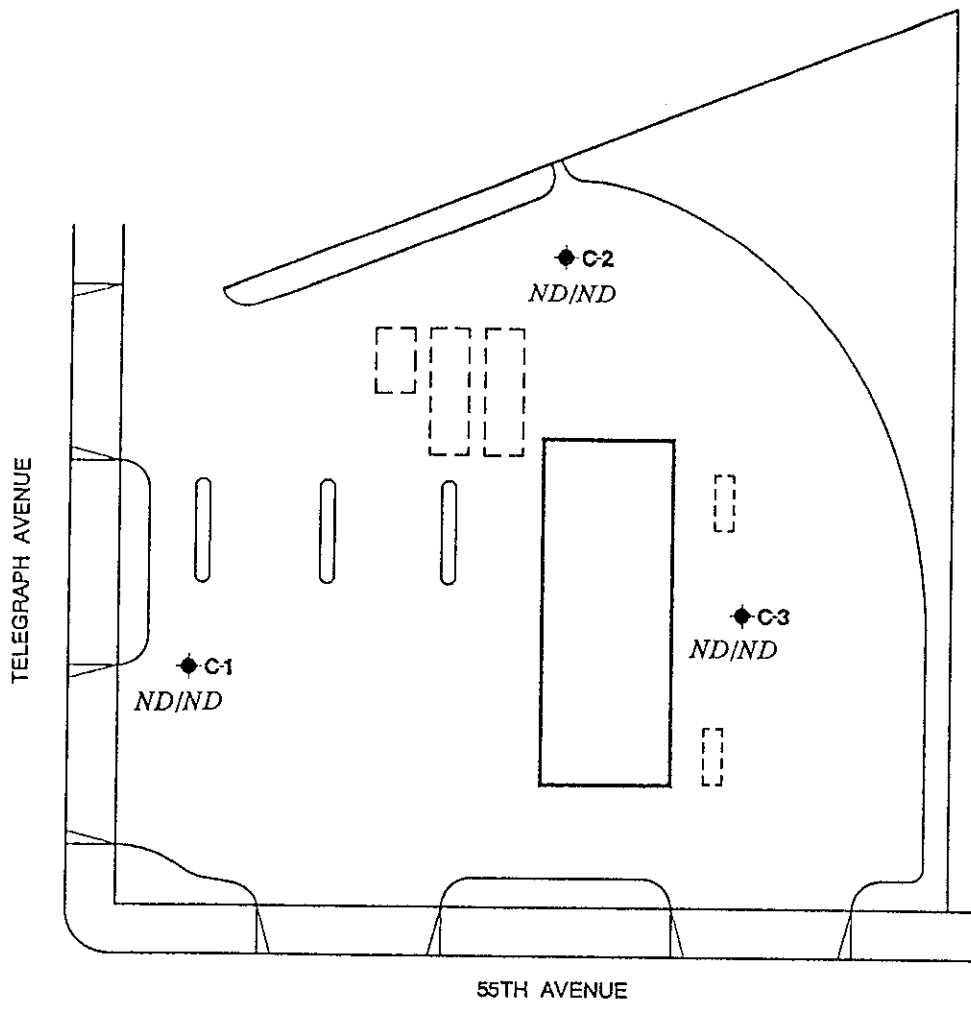 C-2
ND/ND
TELEGRAPH AVENUE
C-3
ND/ND
C-1
ND/ND
55TH AVENUE